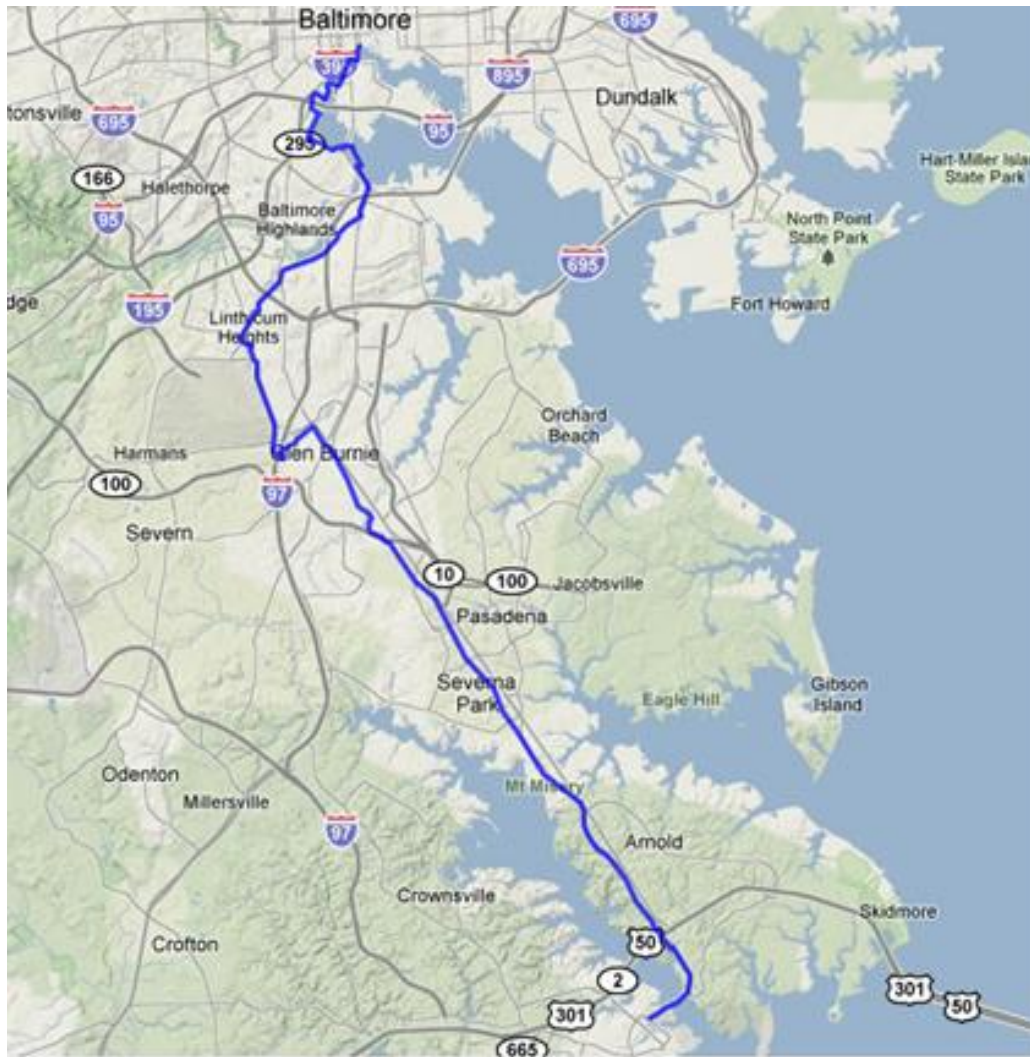 Baltimore
695
395
895
Dundalk
tonsville
695
95
295
Hart-Miller Islan
State Park
166
Halethorpe
95
Baltimore
Highlands
North Point
State Park
695
dge
195
Fort Howard
Linthicum
Heights
Orchard
Beach
Harmans
Glen Burnie
100
97
Severn
10
100
Jacobsville
Pasadena
Severna
Park
Eagle Hill
Gibson
Island
Odenton
Mt Misery
Millersville
97
Arnold
Crownsville
Skidmore
Crofton
50
2
301
301
50
665